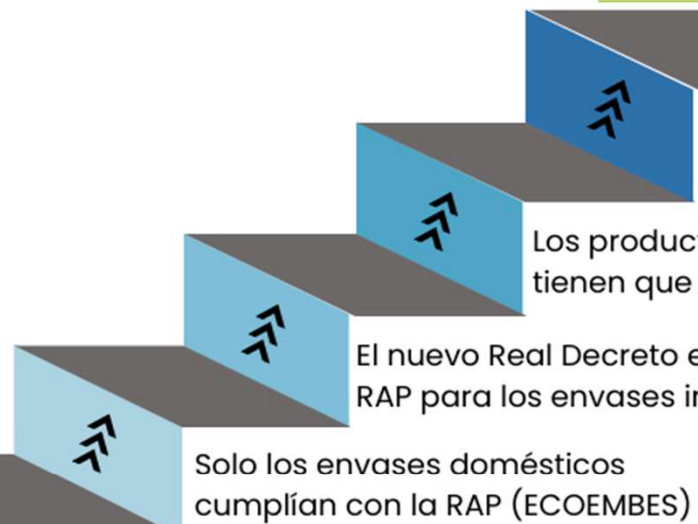 Los produc
tienen que
El nuevo Real Decreto e
RAP para los envases i
Solo los envases domésticos
cumplían con la RAP (ECOEMBES)